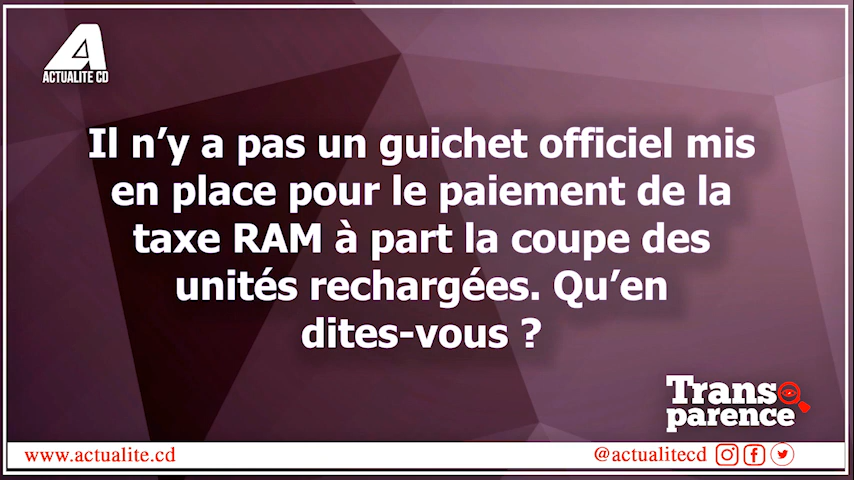 A
ACTUALITE CD
Il n’y a pas un guichet officiel mis
en place pour le paiement de la
taxe RAM à part la coupe des
unités rechargées. Qu’en
dites-vous ?
Trans
parence
www.actualite.cd
@actualitecd